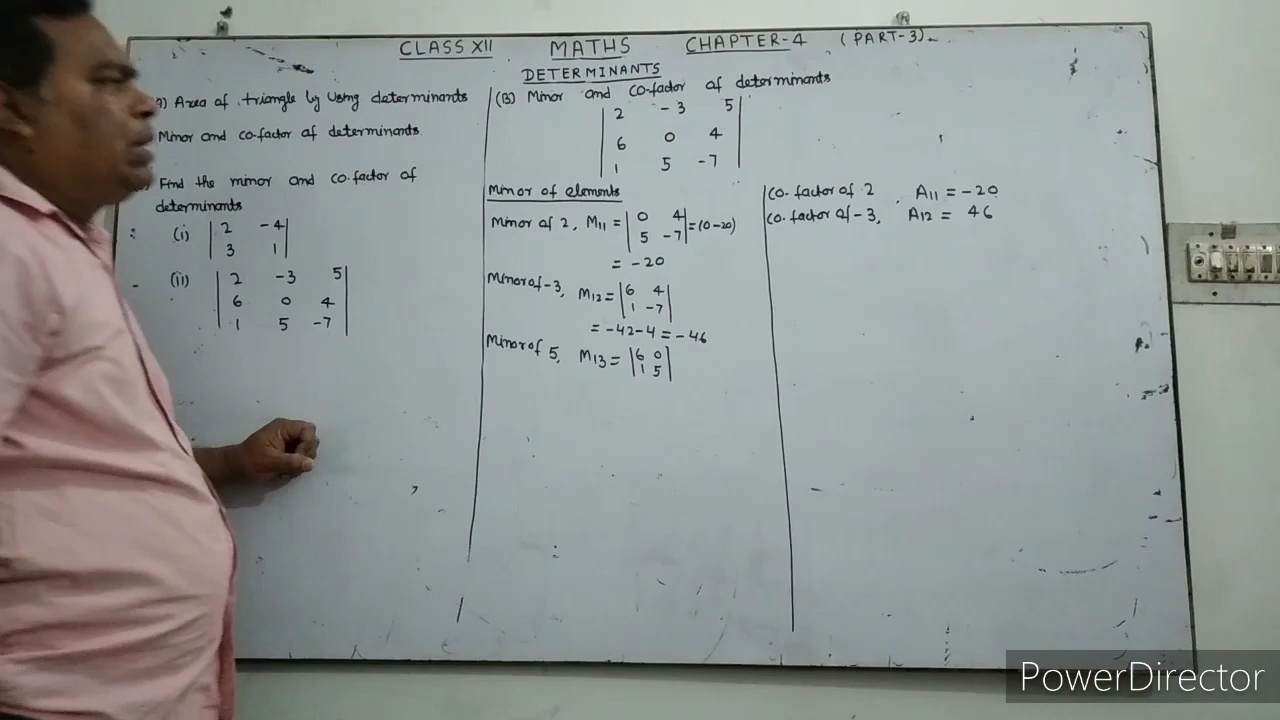 CLASS XII MATHS CHAPTER-4 (PART-3)
DETERMINANTS
A) Area of triangle by using determinants
Minor and co-factor of determinants.
Find the minor and co-factor of
determinants
(i) | 2 -4 |
| 3 1 |
(ii) | 2 -3 5 |
| 6 0 4 |
| 1 5 -7 |
(B) Minor and co-factor of determinants
| 2 -3 5 |
| 6 0 4 |
| 1 5 -7 |
Minor of elements
Minor of 2, M11 = | 0 4 | = (0-20)
| 5 -7 |
= -20
Minor of -3, M12 = | 6 4 |
| 1 -7 |
= -42-4 = -46
Minor of 5, M13 = | 6 0 |
| 1 5 |
Co-factor of 2, A11 = -20
Co-factor of -3, A12 = 46
PowerDirector